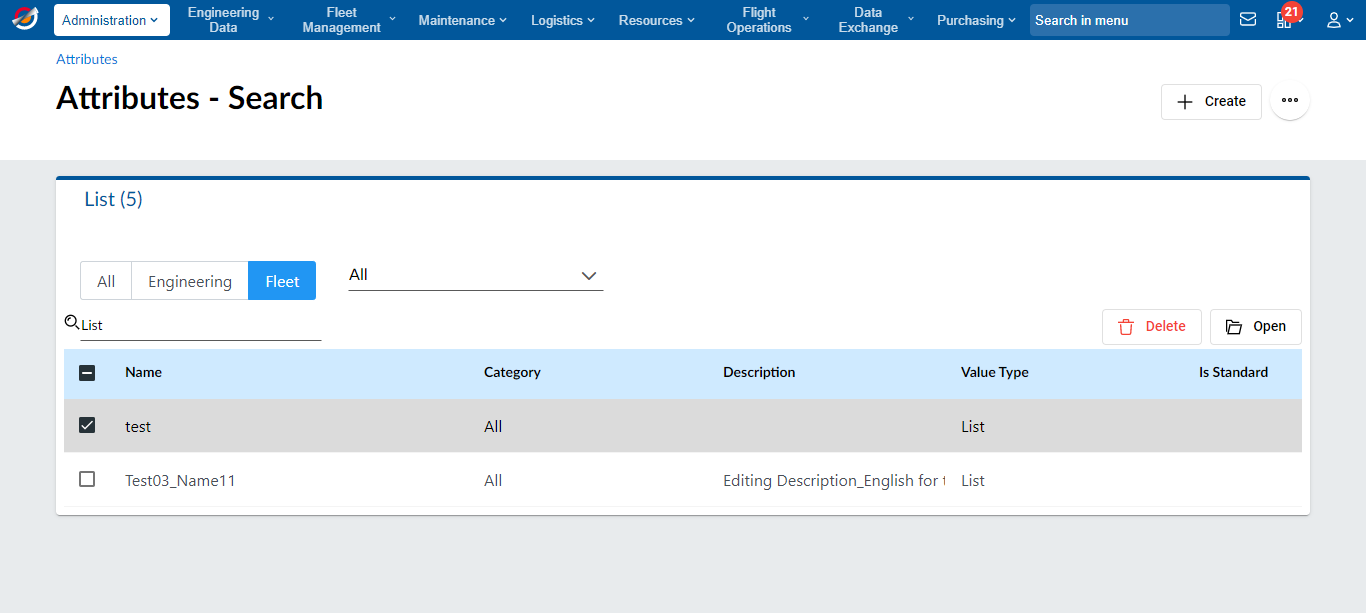 Administration
Engineering
Data
Fleet
Management
Maintenance
Logistics
Resources
Flight
Operations
Data
Exchange
Purchasing
Search in menu
21
Attributes
Attributes - Search
Create
List (5)
All Engineering Fleet
All
List
Delete
Open
Name Category Description Value Type Is Standard
test All List
Test03_Name11 All Editing Description_English for List